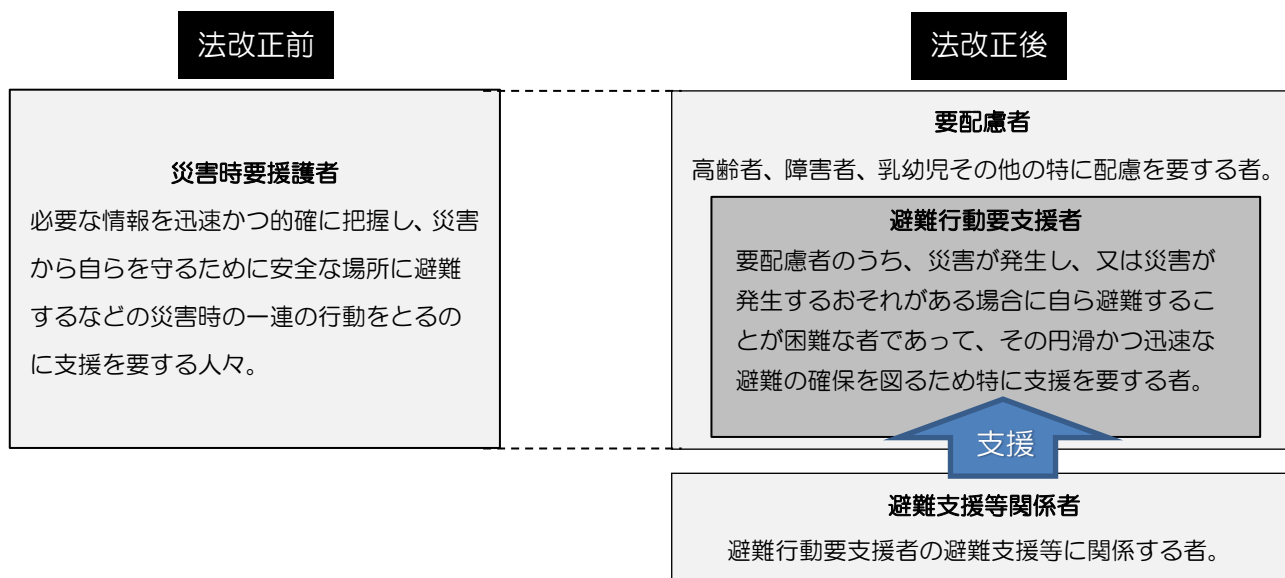 法改正前
災害時要援護者
必要な情報を迅速かつ的確に把握し、災害
から自らを守るために安全な場所に避難
するなどの災害時の一連の行動をとるの
に支援を要する人々。
法改正後
要配慮者
高齢者、障害者、乳幼児その他の特に配慮を要する者。
避難行動要支援者
要配慮者のうち、災害が発生し、又は災害が
発生するおそれがある場合に自ら避難するこ
とが困難な者であって、その円滑かつ迅速な
避難の確保を図るため特に支援を要する者。
支援
避難支援等関係者
避難行動要支援者の避難支援等に関係する者。